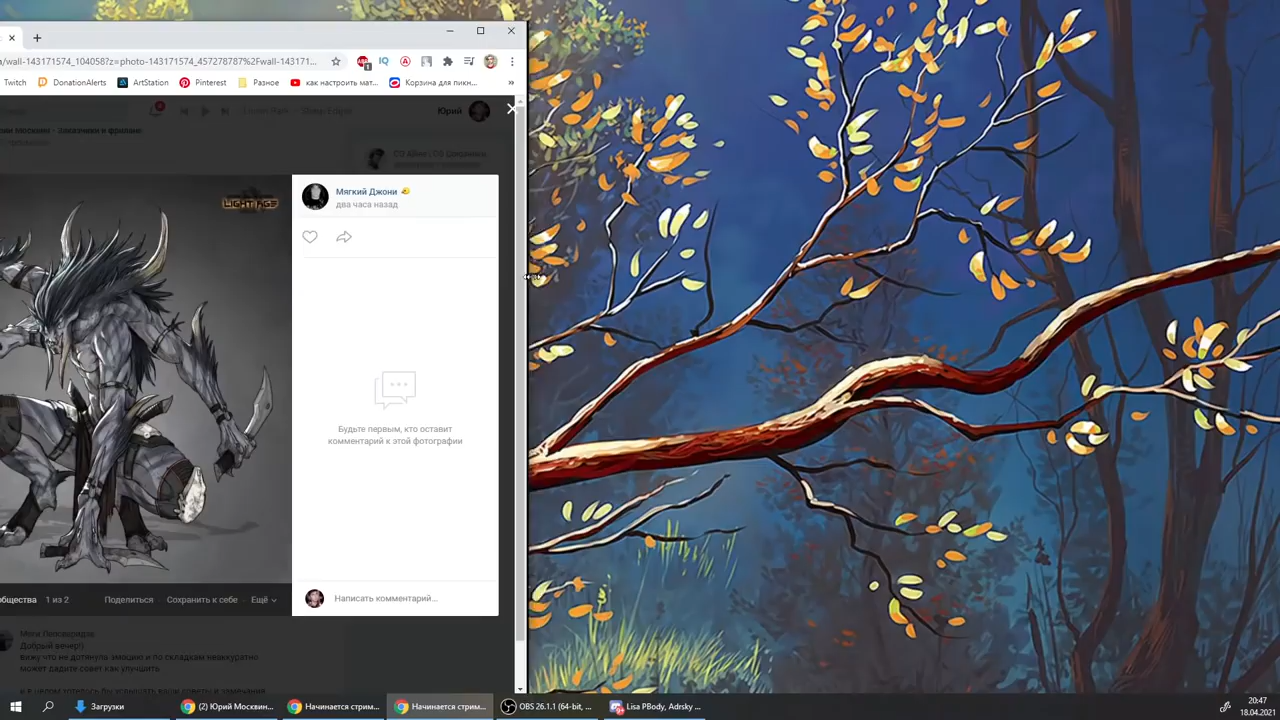 /wall-143171574_104058?z=photo-143171574_457278787%2Fwall-143171...
Twitch
DonationAlerts
ArtStation
Pinterest
Разное
как настроить мат...
Корзина для пикн...
»
Юрий
LIGHT AGE
Мягкий Джони
два часа назад
Будьте первым, кто оставит
комментарий к этой фотографии
1 из 2
Поделиться
Сохранить к себе
Ещё
Написать комментарий...
Добрый вечер!)
вижу что не дотянула эмоцию и по складкам неаккуратно
может дадите совет как улучшить
Загрузки
(2) Юрий Москвин...
Начинается стрим...
Начинается стрим...
OBS 26.1.1 (64-bit, ...
Lisa PBody, Adrsky ...
20:47
18.04.2021